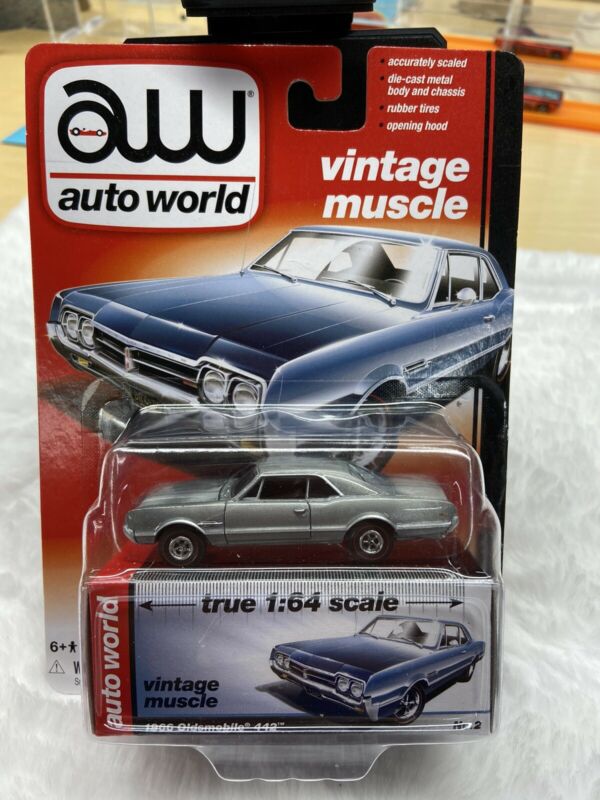 • accurately scaled
• die-cast metal
body and chassis
• rubber tires
• opening hood
aw®
auto world
vintage
muscle
true 1:64 scale
auto world
vintage
muscle
1966 Oldsmobile® 442™
6+